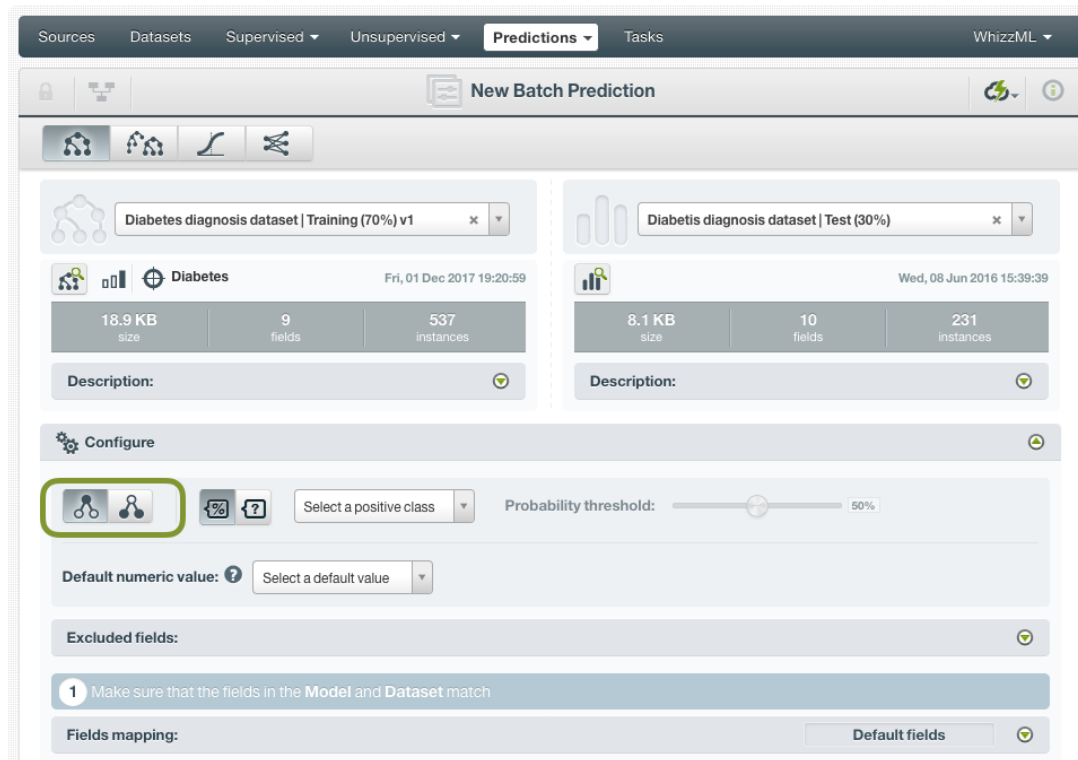 Sources Datasets Supervised Unsupervised Predictions Tasks WhizzML
New Batch Prediction
Diabetes diagnosis dataset | Training (70%) v1
Diabetis diagnosis dataset | Test (30%)
Diabetes Fri, 01 Dec 2017 19:20:59
Wed, 08 Jun 2016 15:39:39
18.9 KB 9 537
size fields instances
8.1 KB 10 231
size fields instances
Description:
Description:
Configure
% ? Select a positive class Probability threshold: 50%
Default numeric value: ? Select a default value
Excluded fields:
1 Make sure that the fields in the Model and Dataset match
Fields mapping: Default fields